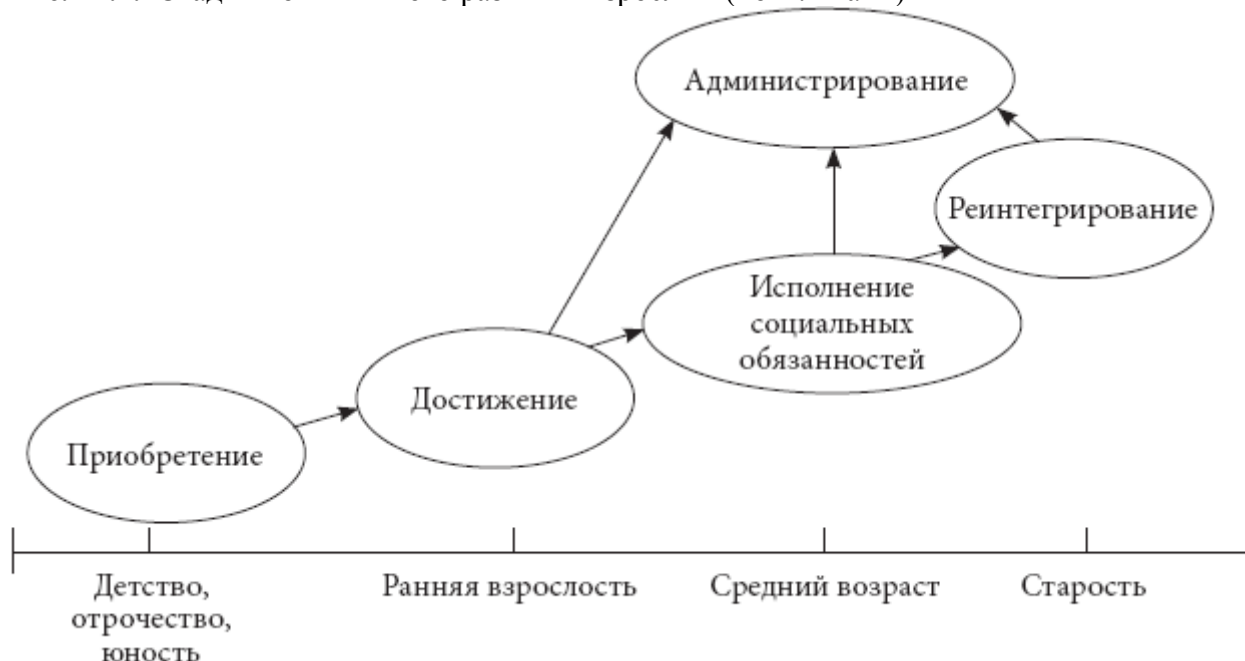 Администрирование
Реинтегрирование
Исполнение
социальных
обязанностей
Достижение
Приобретение
Детство,
отрочество,
юность
Ранняя взрослость
Средний возраст
Старость